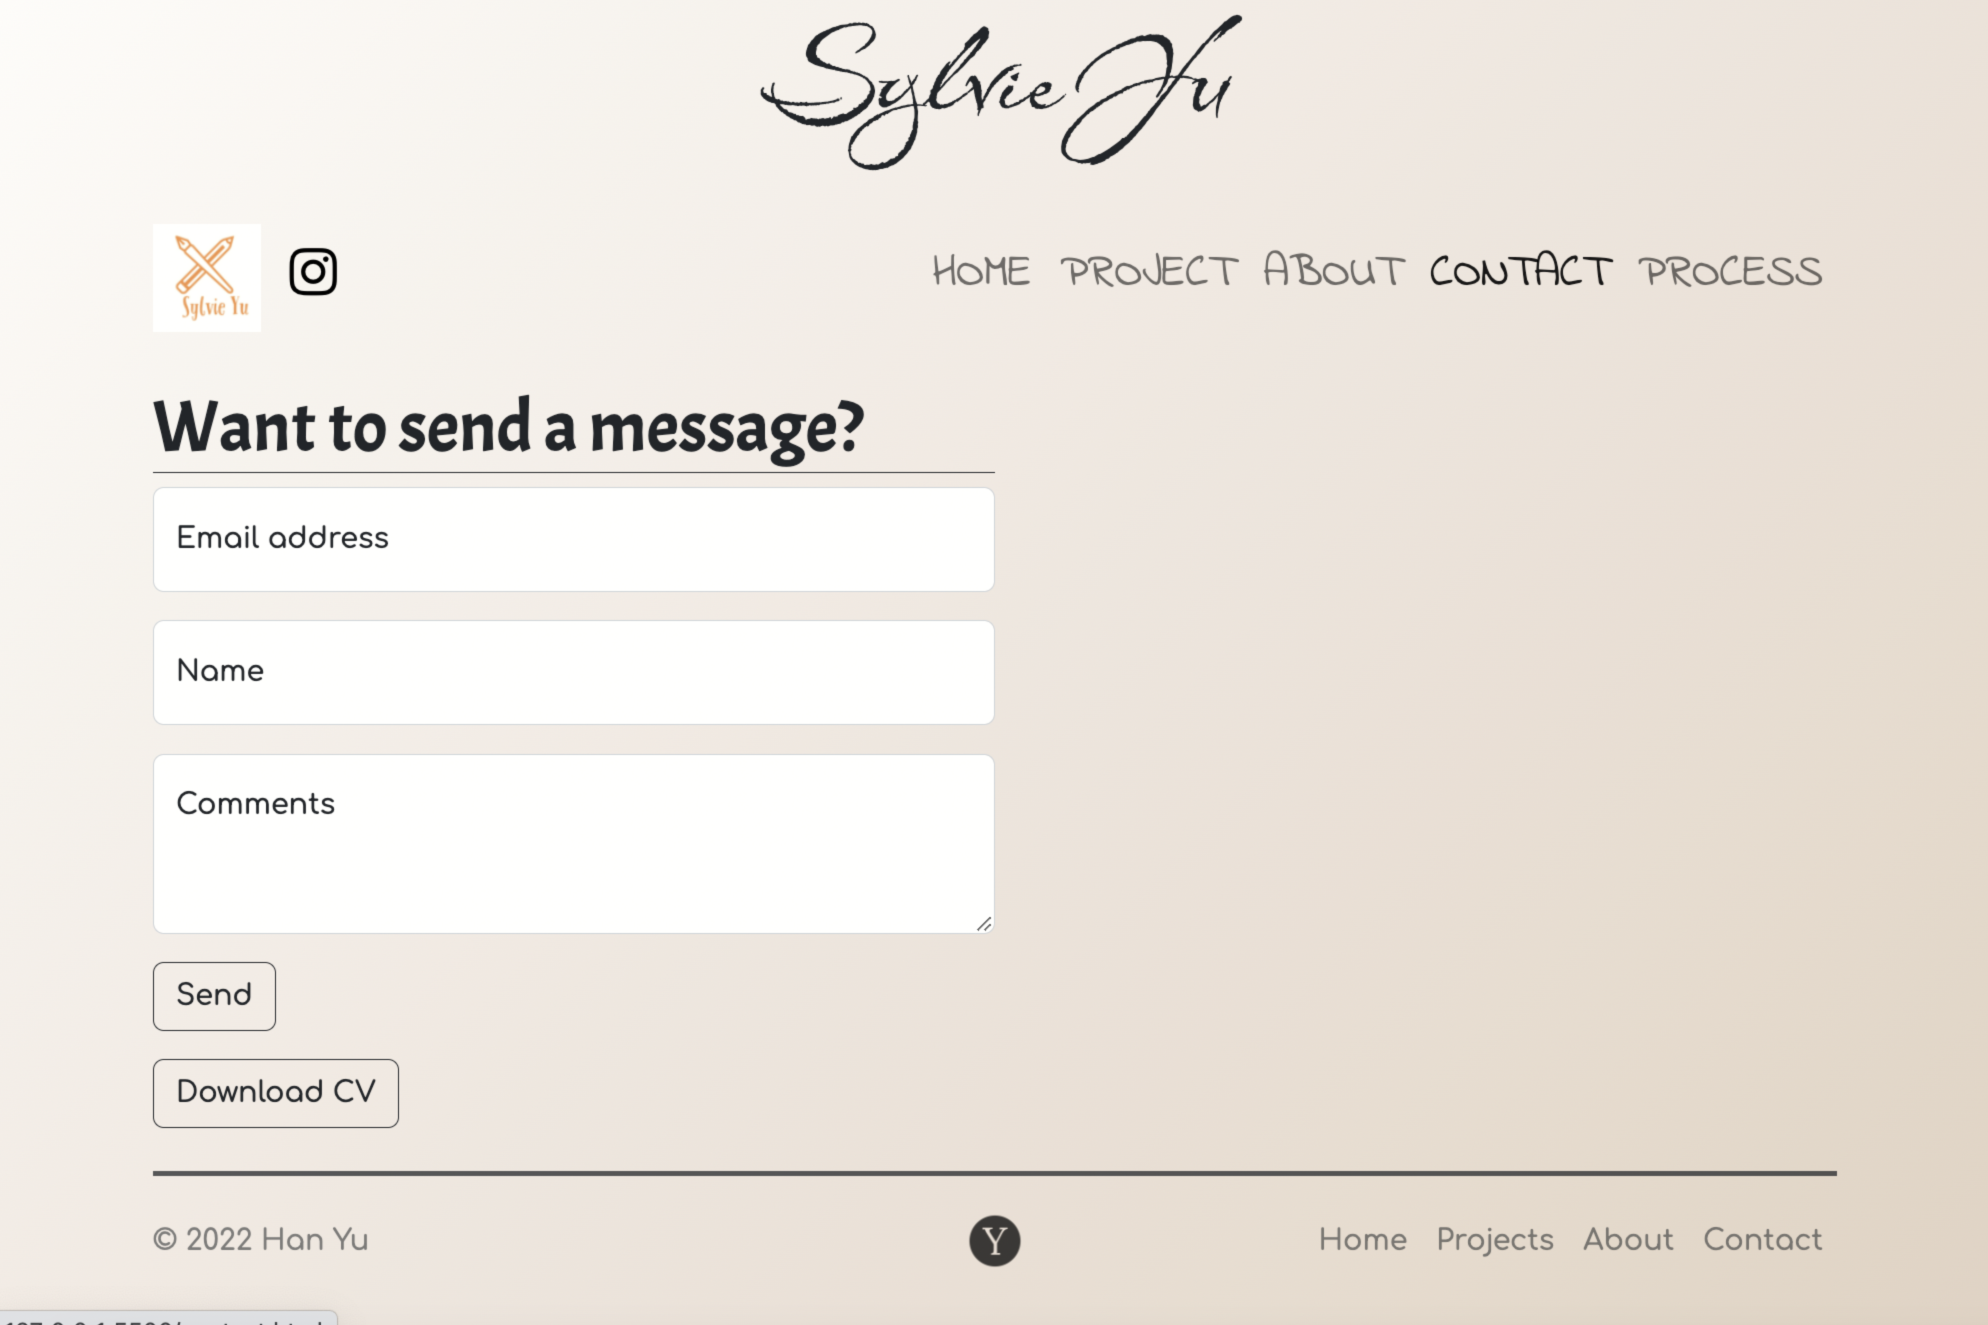 Sylvie Yu
Sylvie Yu
HOME PROJECT ABOUT CONTACT PROCESS
Want to send a message?
Email address
Name
Comments
Send
Download CV
© 2022 Han Yu
Y
Home Projects About Contact